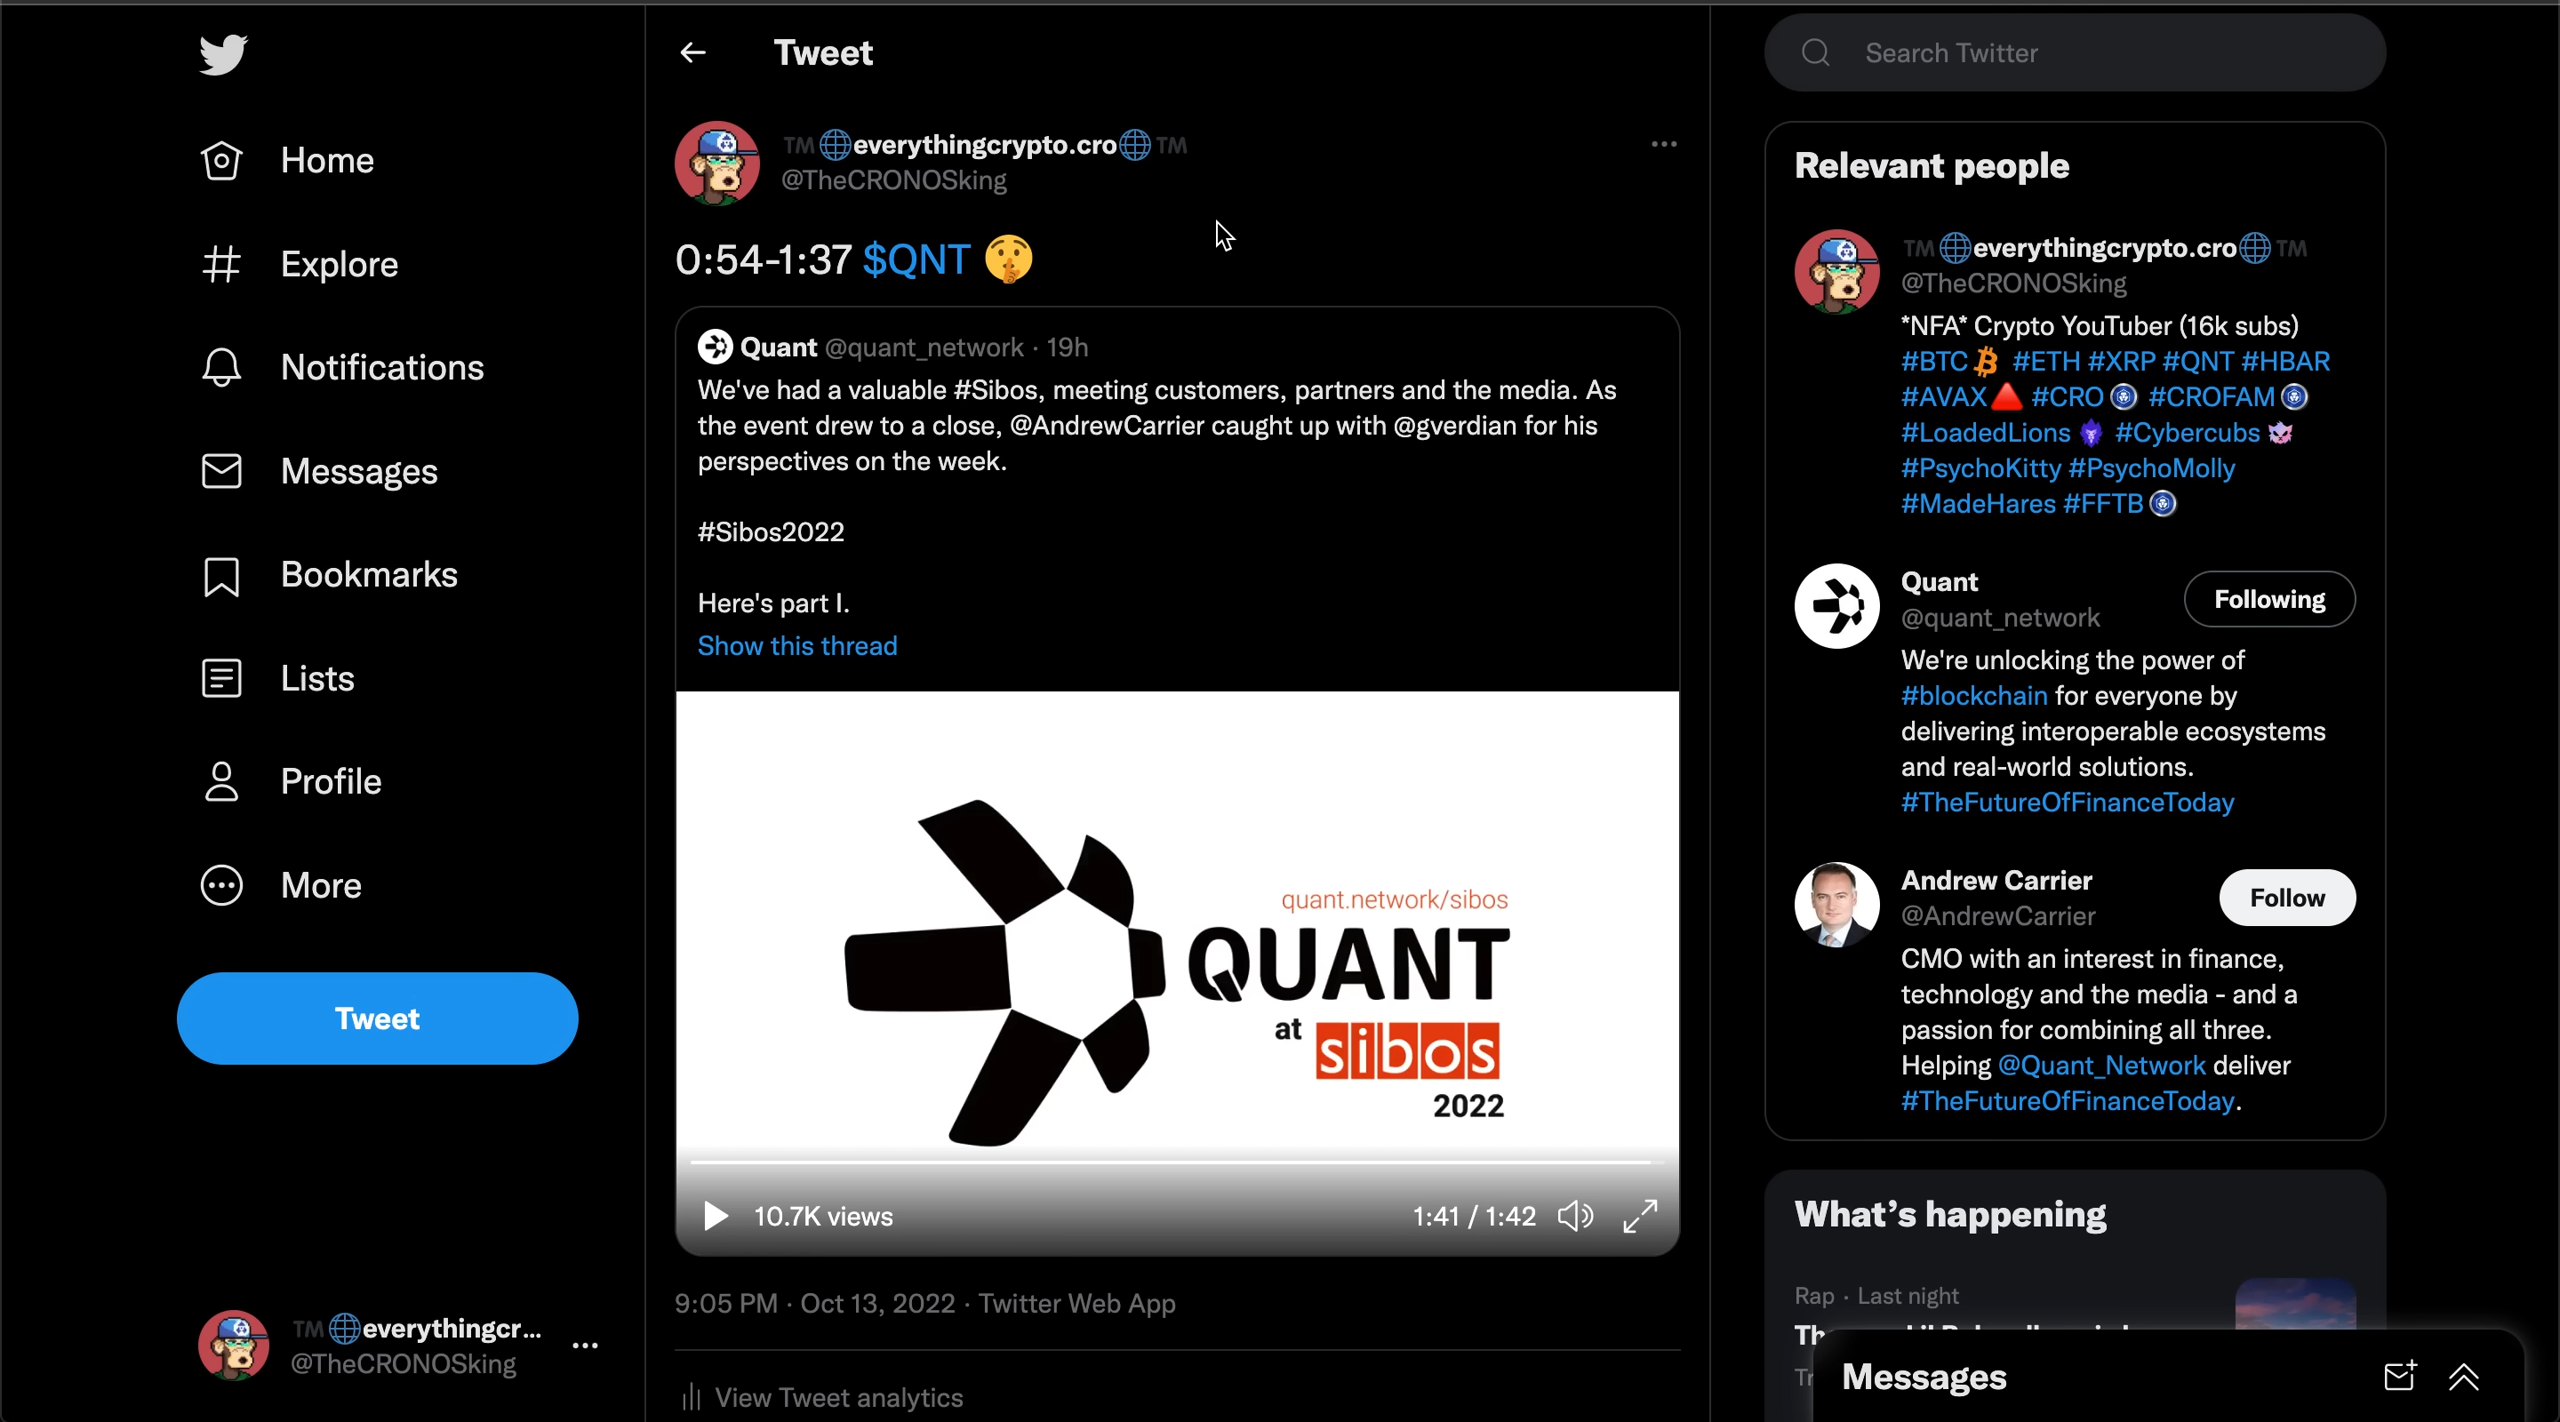 Home
Explore
Notifications
Messages
Bookmarks
Lists
Profile
More
Tweet
TM🌐everythingcr...
@TheCRONOSking
Tweet
TM🌐everythingcrypto.cro🌐TM
@TheCRONOSking
0:54-1:37 $QNT 🤫
Quant @quant_network · 19h
We've had a valuable #Sibos, meeting customers, partners and the media. As
the event drew to a close, @AndrewCarrier caught up with @gverdian for his
perspectives on the week.
#Sibos2022
Here's part I.
Show this thread
quant.network/sibos
QUANT
at sibos
2022
10.7K views
1:41 / 1:42
9:05 PM · Oct 13, 2022 · Twitter Web App
View Tweet analytics
Search Twitter
Relevant people
TM🌐everythingcrypto.cro🌐TM
@TheCRONOSking
*NFA* Crypto YouTuber (16k subs)
#BTC #ETH #XRP #QNT #HBAR
#AVAX🔺 #CRO #CROFAM
#LoadedLions #Cybercubs
#PsychoKitty #PsychoMolly
#MadeHares #FFTB
Quant
@quant_network
Following
We're unlocking the power of
#blockchain for everyone by
delivering interoperable ecosystems
and real-world solutions.
#TheFutureOfFinanceToday
Andrew Carrier
@AndrewCarrier
Follow
CMO with an interest in finance,
technology and the media - and a
passion for combining all three.
Helping @Quant_Network deliver
#TheFutureOfFinanceToday.
What's happening
Rap · Last night
Messages